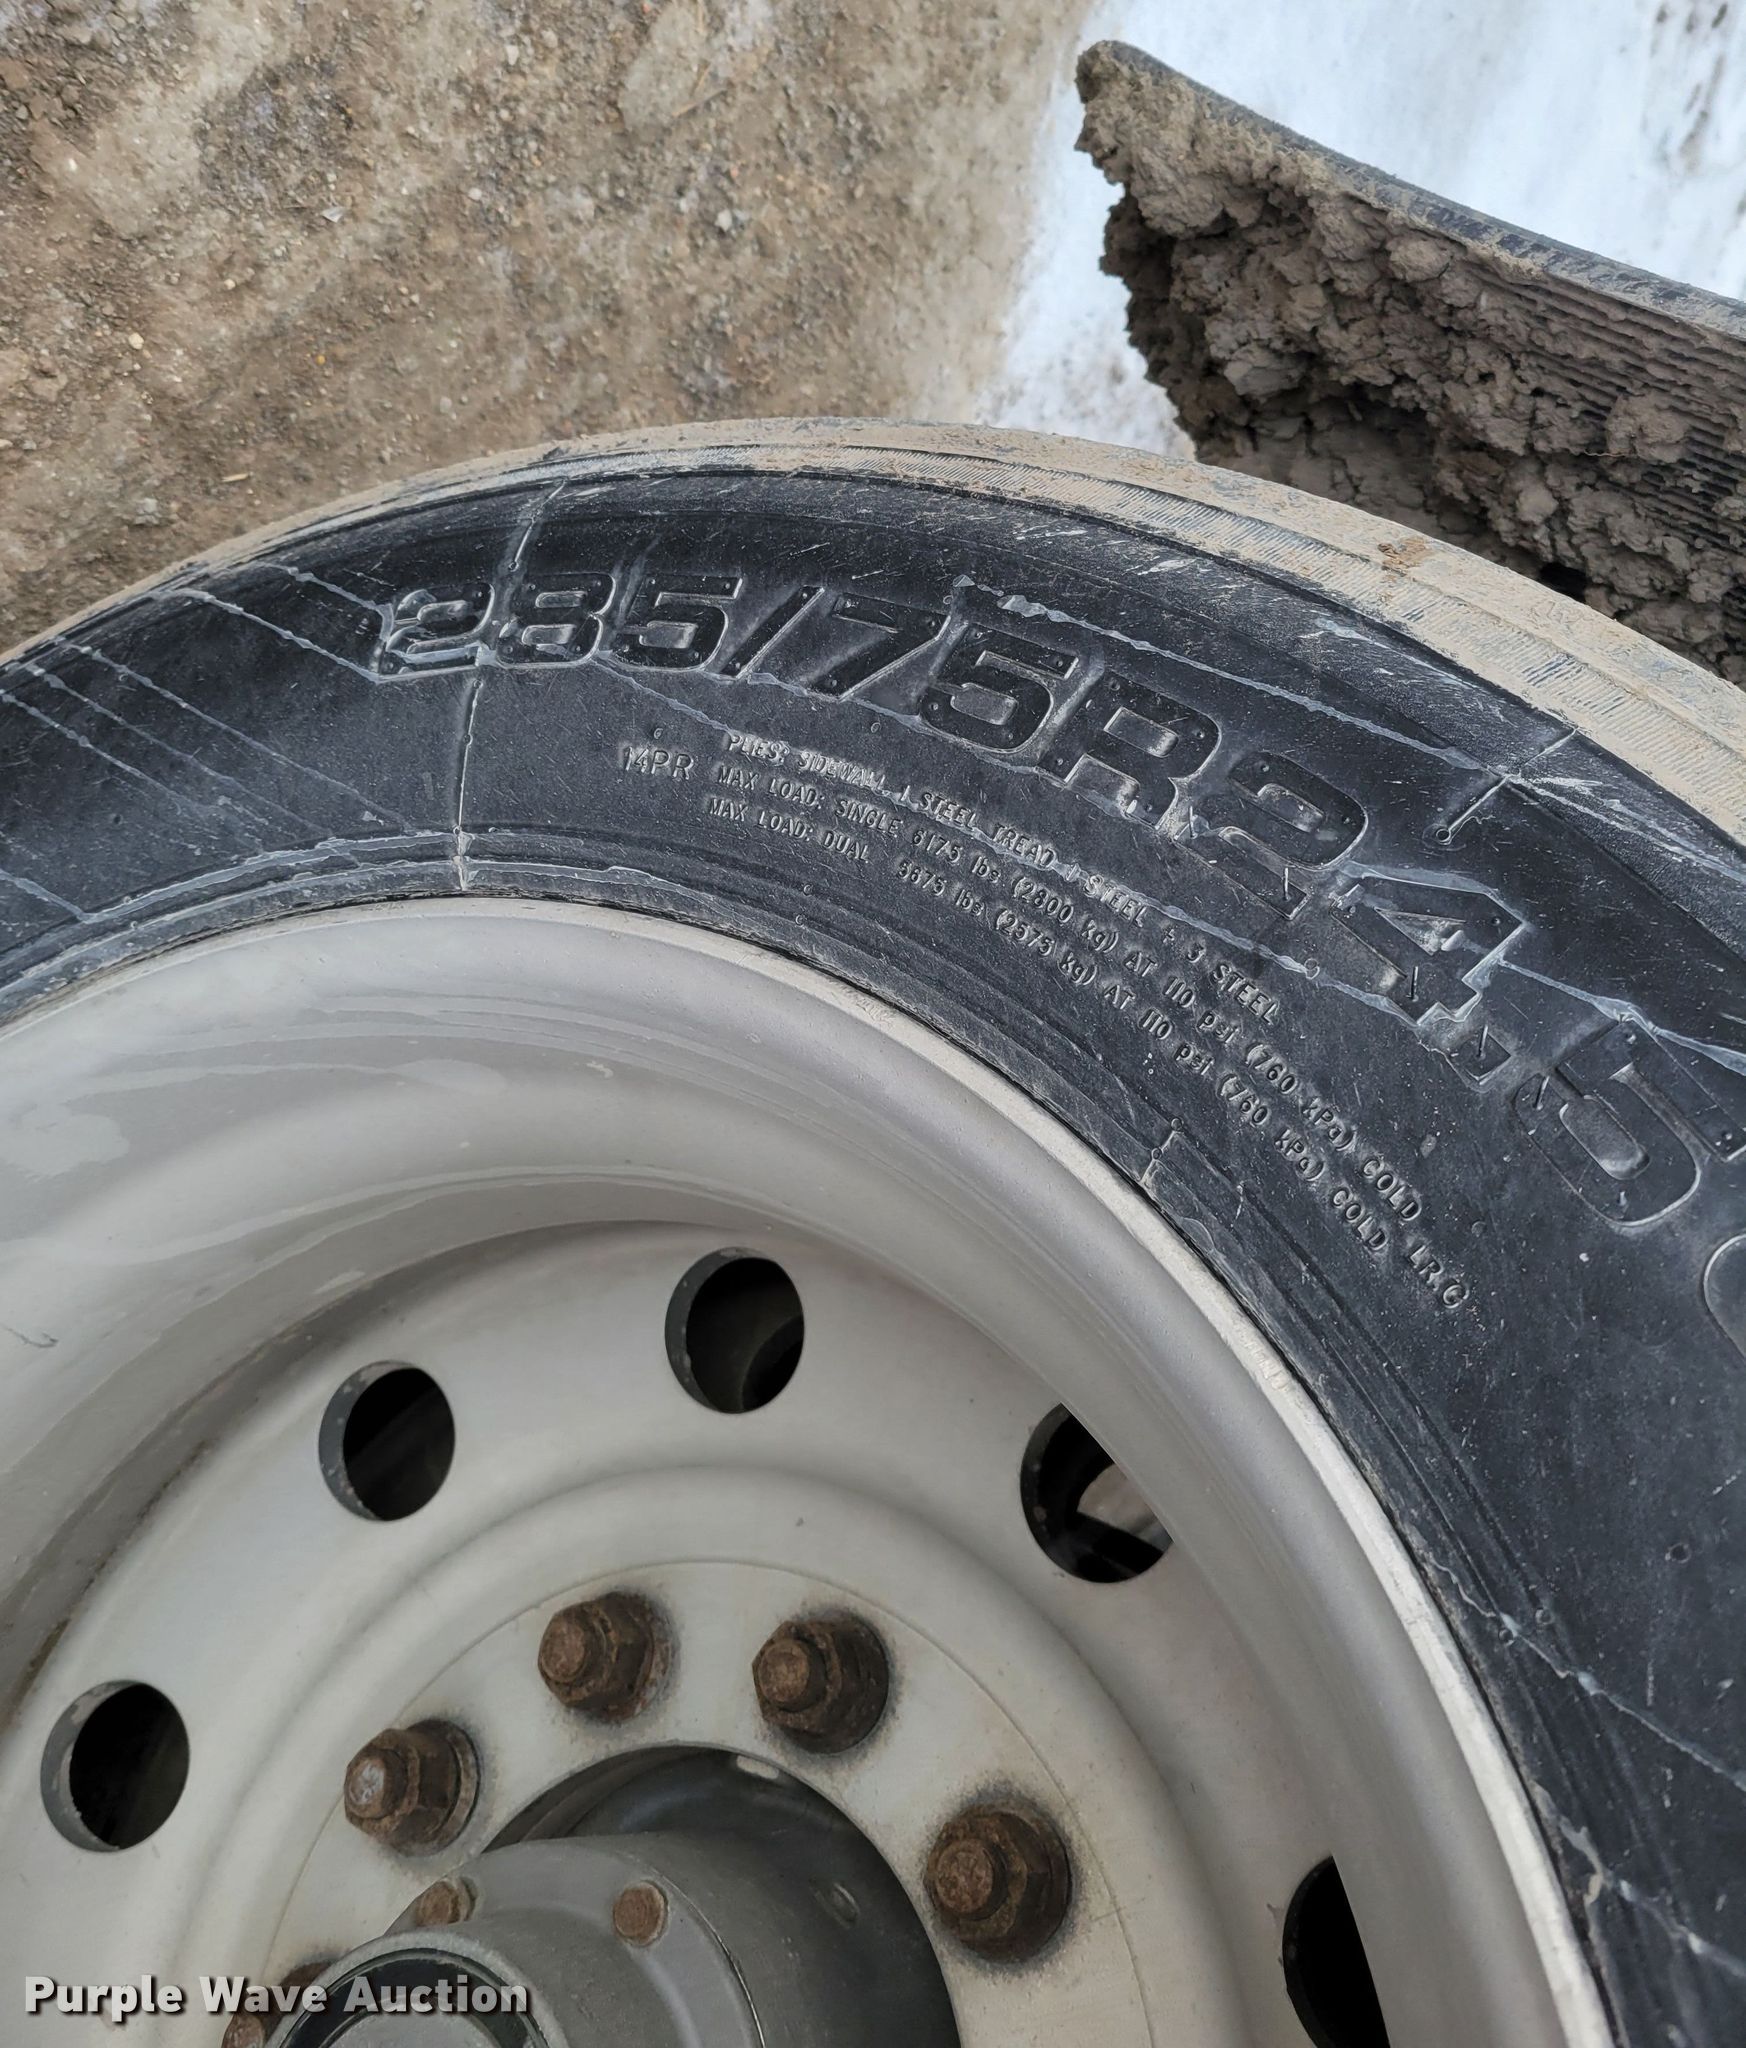 285/75R24.5
14PR
PLIES: SIDEWALL 1 STEEL TREAD 1 STEEL + 3 STEEL
MAX LOAD: SINGLE 6175 lbs (2800 kg) AT 110 psi (760 kPa) COLD
MAX LOAD: DUAL 5675 lbs (2575 kg) AT 110 psi (760 kPa) COLD L.R.G
Purple Wave Auction